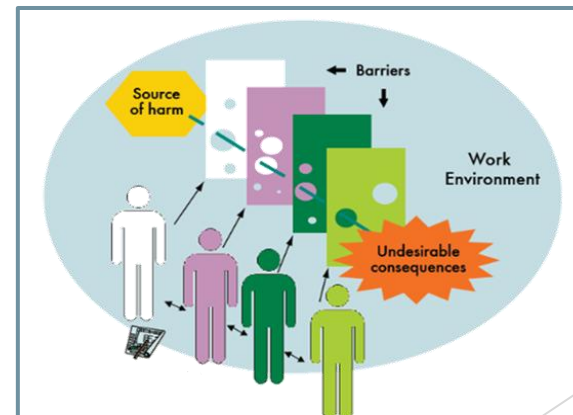 Source
of harm
Barriers
Work
Environment
Undesirable
consequences